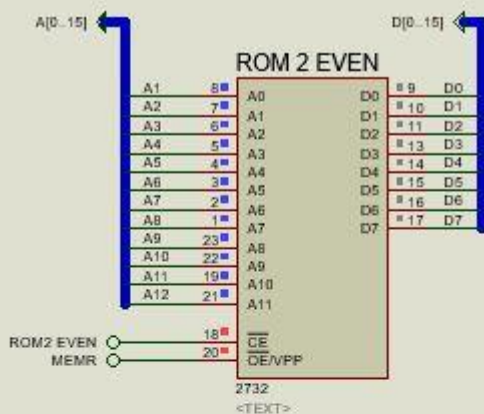 A[0..15]
D[0..15]
ROM 2 EVEN
A1 8 A0 D0 9 D0
A2 7 A1 D1 10 D1
A3 6 A2 D2 11 D2
A4 5 A3 D3 13 D3
A5 4 A4 D4 14 D4
A6 3 A5 D5 15 D5
A7 2 A6 D6 16 D6
A8 1 A7 D7 17 D7
A9 23 A8
A10 22 A9
A11 19 A10
A12 21 A11
ROM2 EVEN 18 CE
MEMR 20 OE/VPP
2732
<TEXT>